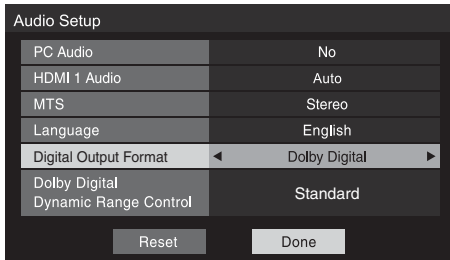 Audio Setup
PC Audio No
HDMI 1 Audio Auto
MTS Stereo
Language English
Digital Output Format Dolby Digital
Dolby Digital
Dynamic Range Control Standard
Reset Done